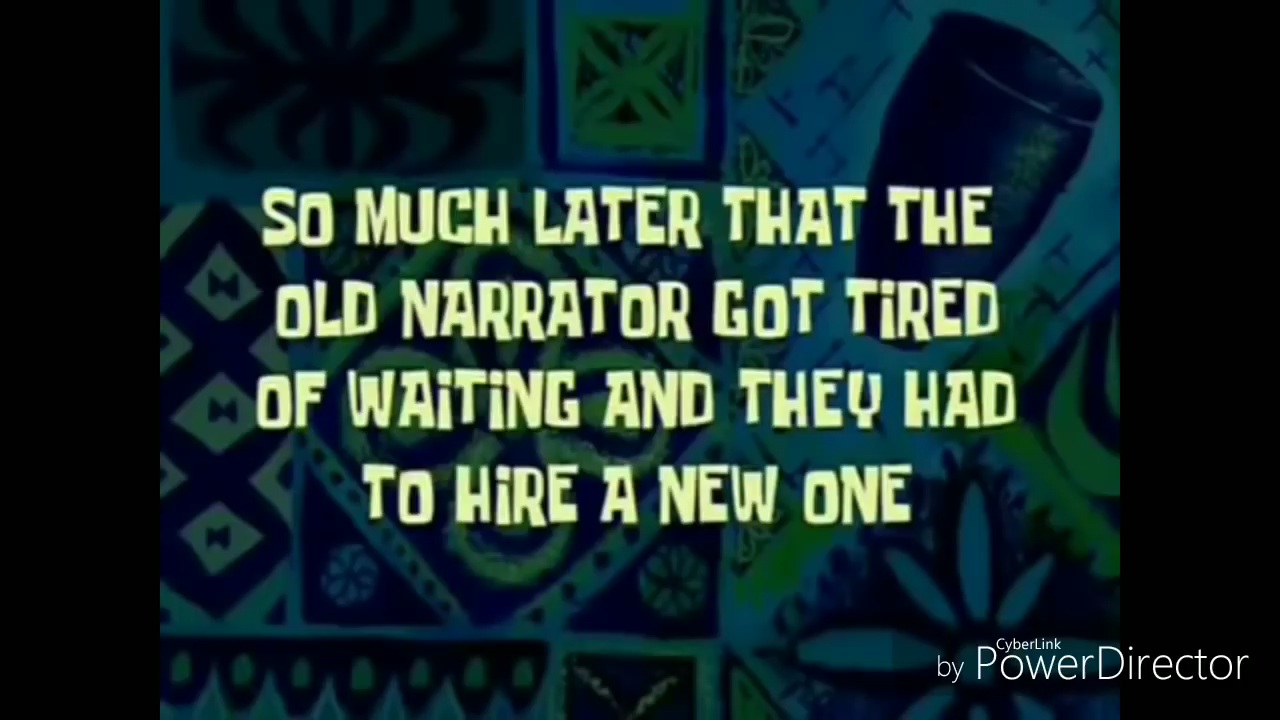 SO MUCH LATER THAT THE
OLD NARRATOR GOT TiRED
OF WAiTiNG AND THEY HAD
TO HiRE A NEW ONE
CyberLink
by PowerDirector